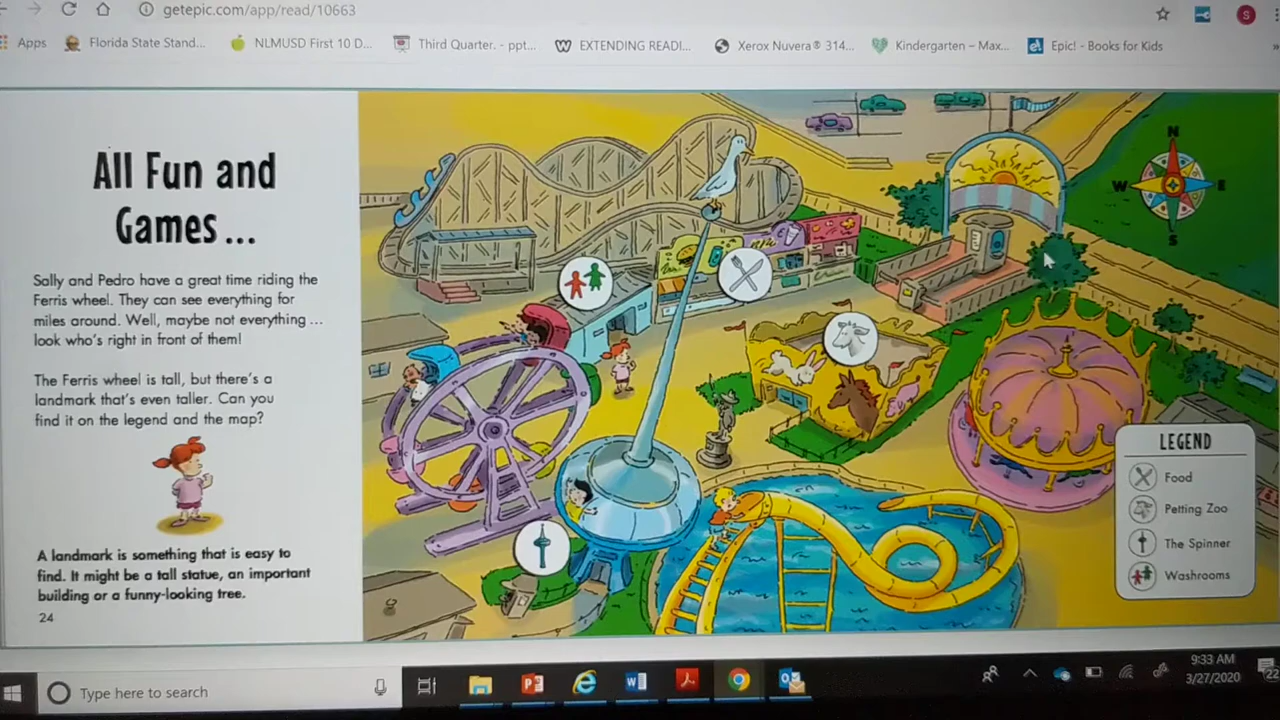 getepic.com/app/read/10663
S
Apps
Florida State Stand...
NLMUSD First 10 D...
Third Quarter. - ppt...
EXTENDING READI...
Xerox Nuvera® 314...
Kindergarten – Max...
Epic! - Books for Kids
»
All Fun and
Games ...
Sally and Pedro have a great time riding the
Ferris wheel. They can see everything for
miles around. Well, maybe not everything ...
look who's right in front of them!
The Ferris wheel is tall, but there's a
landmark that's even taller. Can you
find it on the legend and the map?
A landmark is something that is easy to
find. It might be a tall statue, an important
building or a funny-looking tree.
24
N
W
E
S
LEGEND
Food
Petting Zoo
The Spinner
Washrooms
Type here to search
9:33 AM
3/27/2020
22